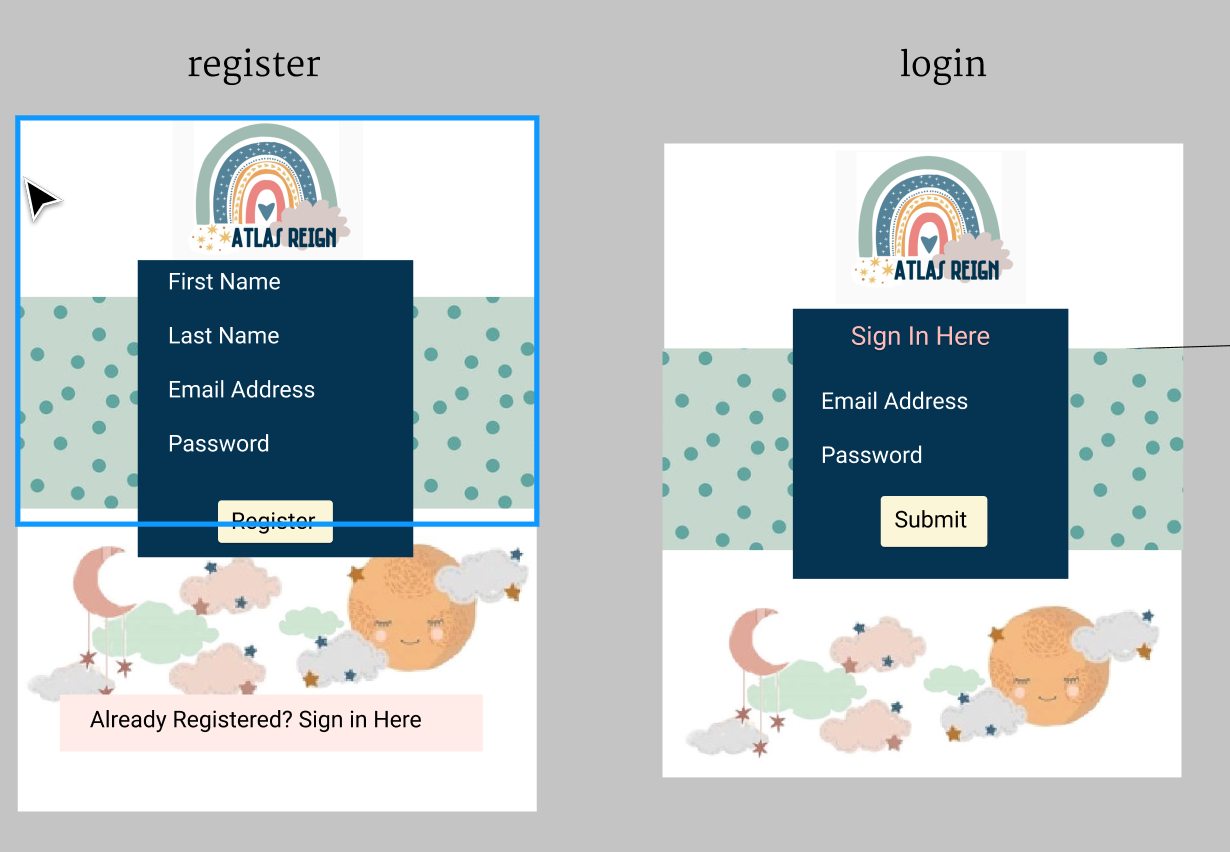 register
login
ATLAS REIGN
First Name
Last Name
Email Address
Password
Register
Already Registered? Sign in Here
ATLAS REIGN
Sign In Here
Email Address
Password
Submit